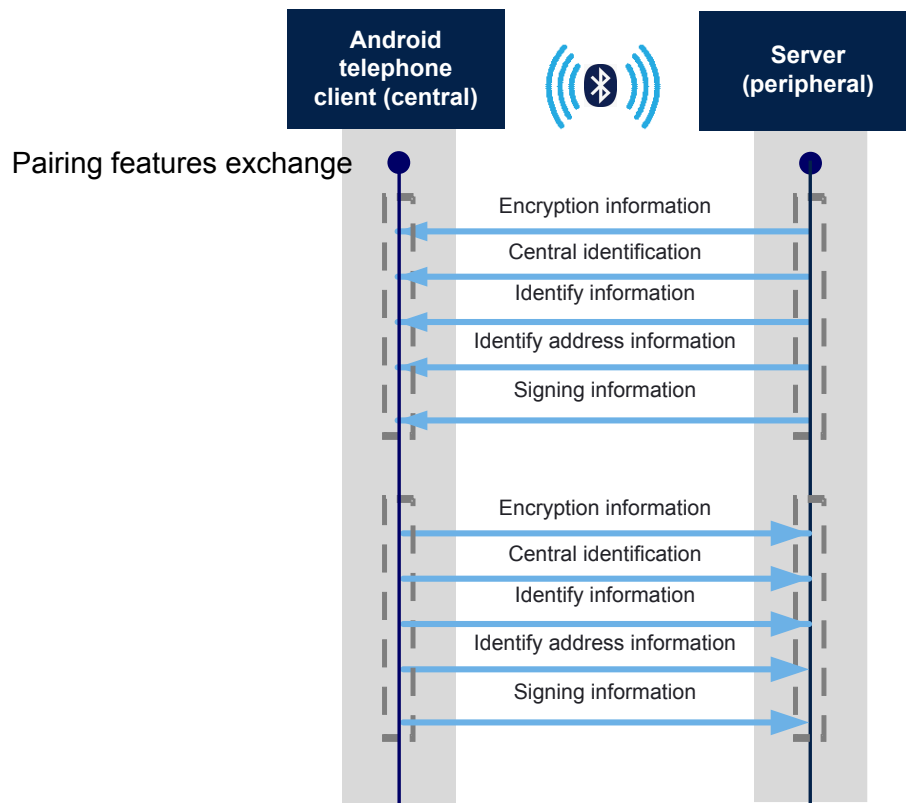 Android
telephone
client (central)
Server
(peripheral)
Pairing features exchange
Encryption information
Central identification
Identify information
Identify address information
Signing information
Encryption information
Central identification
Identify information
Identify address information
Signing information